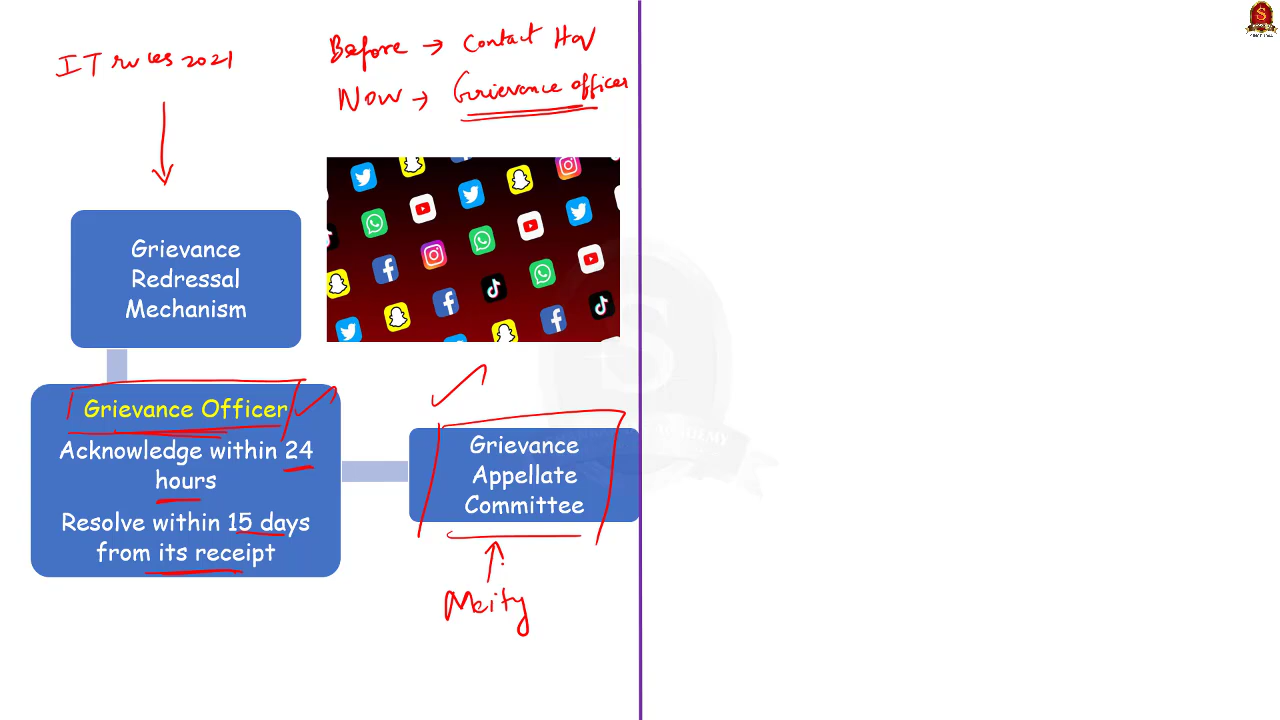 IT rules 2021
Before → Contact
Now → Grievance officer
Grievance
Redressal
Mechanism
Grievance Officer
Acknowledge within 24
hours
Resolve within 15 days
from its receipt
Grievance
Appellate
Committee
Meity